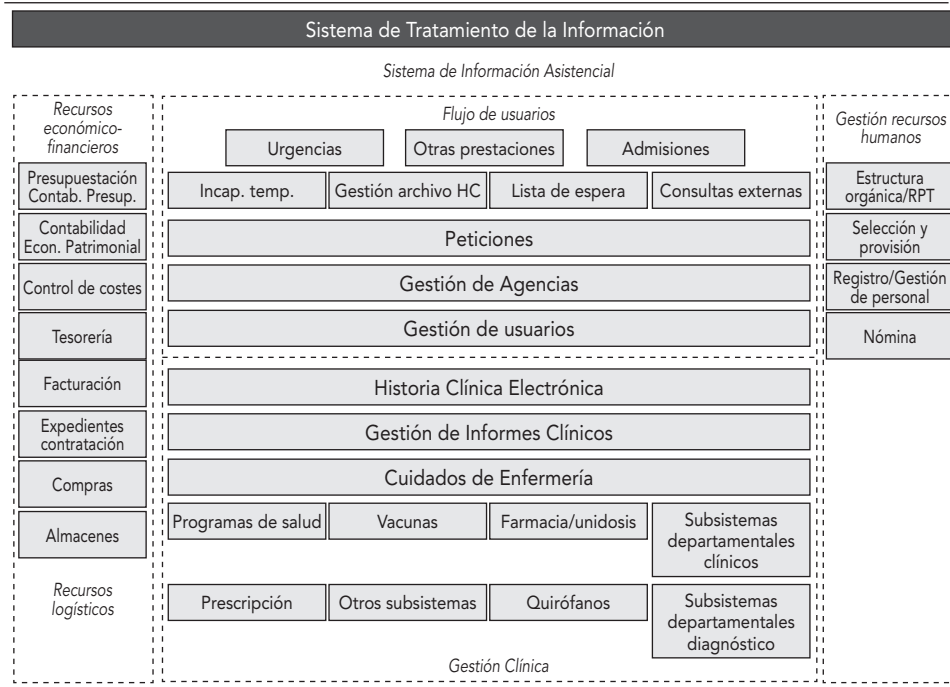 Sistema de Tratamiento de la Información
Sistema de Información Asistencial
Recursos
económico-
financieros
Presupuestación
Contab. Presup.
Contabilidad
Econ. Patrimonial
Control de costes
Tesorería
Facturación
Expedientes
contratación
Compras
Almacenes
Recursos
logísticos
Flujo de usuarios
Urgencias
Otras prestaciones
Admisiones
Incap. temp.
Gestión archivo HC
Lista de espera
Consultas externas
Peticiones
Gestión de Agencias
Gestión de usuarios
Historia Clínica Electrónica
Gestión de Informes Clínicos
Cuidados de Enfermería
Programas de salud
Vacunas
Farmacia/unidosis
Subsistemas
departamentales
clínicos
Prescripción
Otros subsistemas
Quirófanos
Subsistemas
departamentales
diagnóstico
Gestión Clínica
Gestión recursos
humanos
Estructura
orgánica/RPT
Selección y
provisión
Registro/Gestión
de personal
Nómina